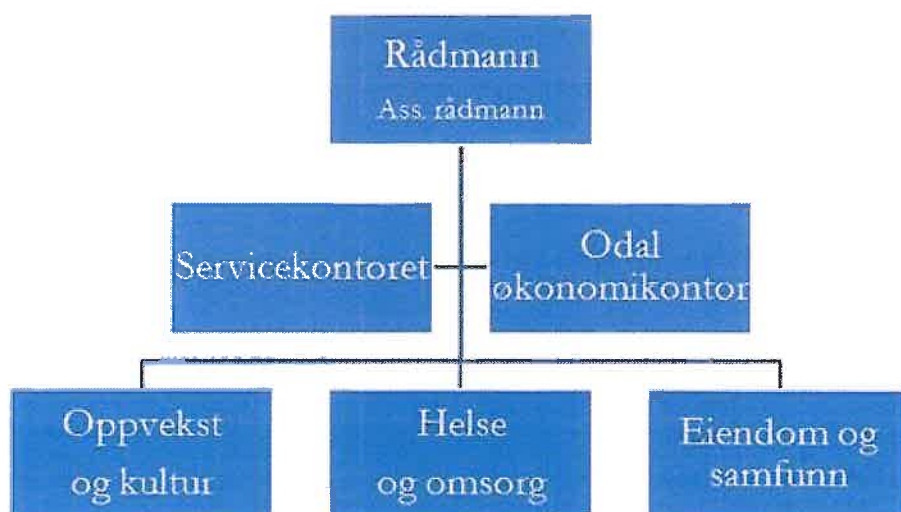 Rådmann
Ass. rådmann
Servicekontoret
Odal
økonomikontor
Oppvekst
og kultur
Helse
og omsorg
Eiendom og
samfunn